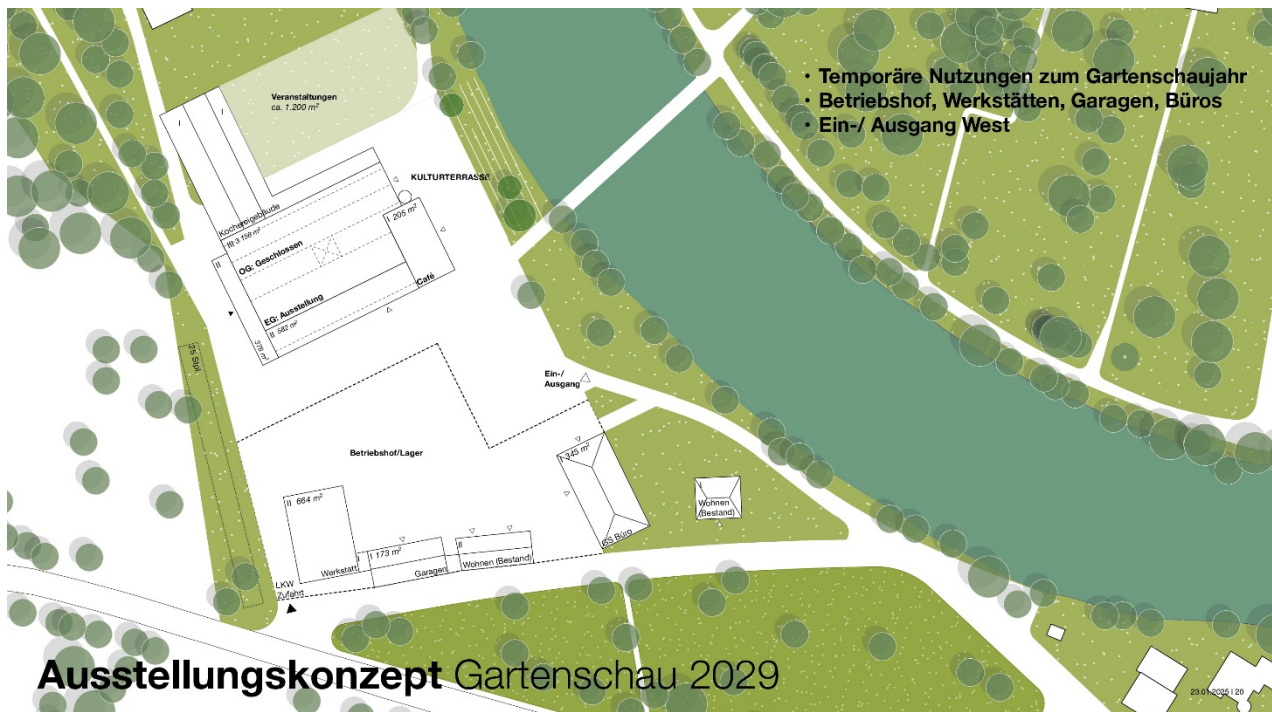 • Temporäre Nutzungen zum Gartenschaujahr
• Betriebshof, Werkstätten, Garagen, Büros
• Ein-/ Ausgang West
Veranstaltungen
ca. 1.200 m²
I
I
KULTURTERRASSE
Kochereigebäude
III 3.156 m²
I 205 m²
II
OG: Geschlossen
EG: Ausstellung
Café
II 582 m²
378 m²
25 Stpl.
Ein-/
Ausgang
Betriebshof/Lager
I 345 m²
II 664 m²
I
Wohnen
(Bestand)
I
I 173 m²
II
GS Büro
Werkstatt
Garagen
Wohnen (Bestand)
LKW
Zufahrt
Ausstellungskonzept Gartenschau 2029
23.01.2025 I 20